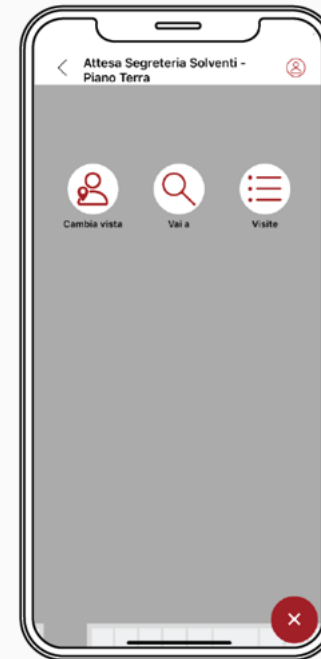 Attesa Segreteria Solventi -
Piano Terra
Cambia vista
Vai a
Visite